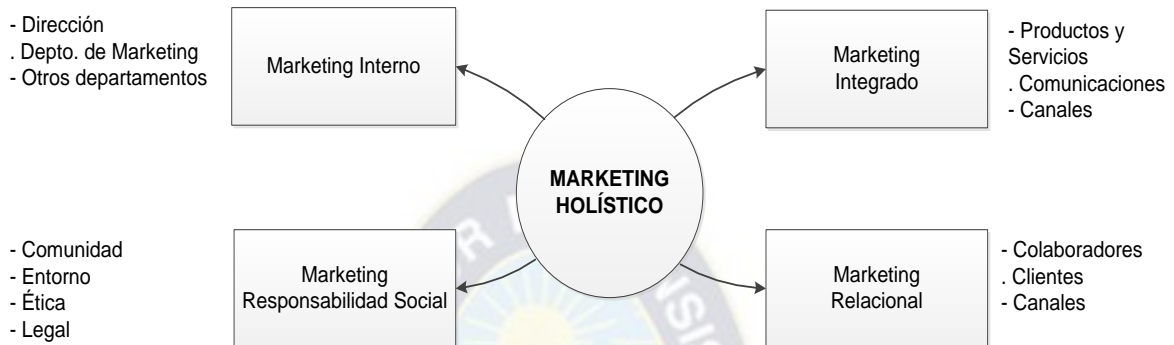 - Dirección
. Depto. de Marketing
- Otros departamentos
Marketing Interno
Marketing
Integrado
- Productos y
Servicios
. Comunicaciones
- Canales
MARKETING
HOLÍSTICO
- Comunidad
- Entorno
- Ética
- Legal
Marketing
Responsabilidad Social
Marketing
Relacional
- Colaboradores
. Clientes
- Canales